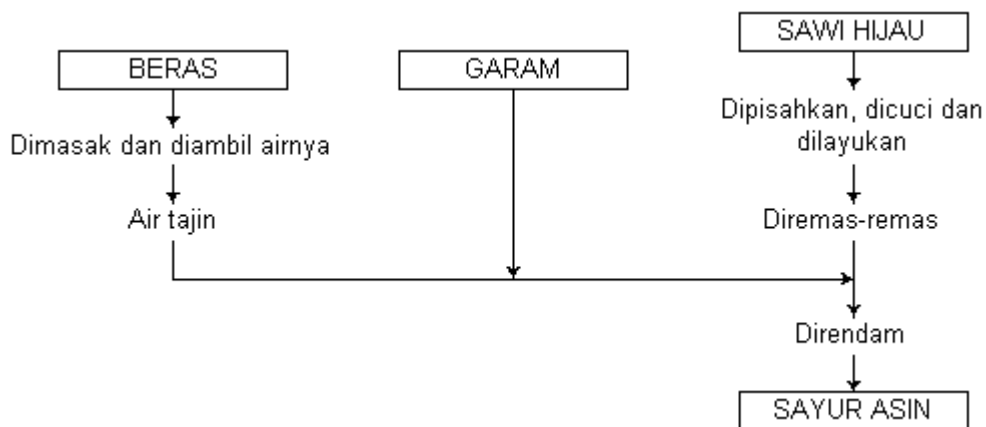 SAWI HIJAU
BERAS
GARAM
Dipisahkan, dicuci dan
dilayukan
Dimasak dan diambil airnya
Air tajin
Diremas-remas
Direndam
SAYUR ASIN